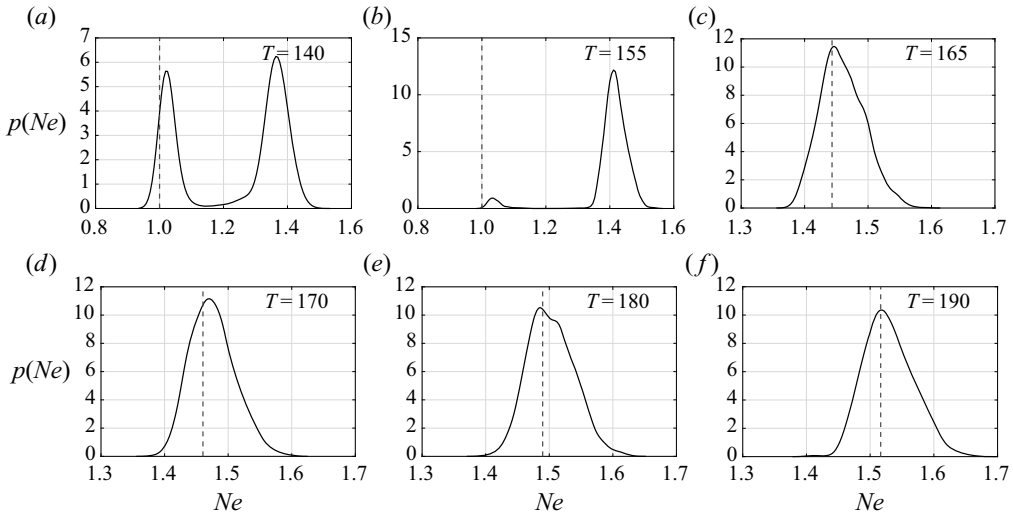 (a)
T = 140
p(Ne)
7
6
5
4
3
2
1
0
0.8 1.0 1.2 1.4 1.6
(b)
T = 155
15
10
5
0
0.8 1.0 1.2 1.4 1.6
(c)
T = 165
12
10
8
6
4
2
0
1.3 1.4 1.5 1.6 1.7
(d)
T = 170
p(Ne)
12
10
8
6
4
2
0
1.3 1.4 1.5 1.6 1.7
Ne
(e)
T = 180
12
10
8
6
4
2
0
1.3 1.4 1.5 1.6 1.7
Ne
(f)
T = 190
12
10
8
6
4
2
0
1.3 1.4 1.5 1.6 1.7
Ne